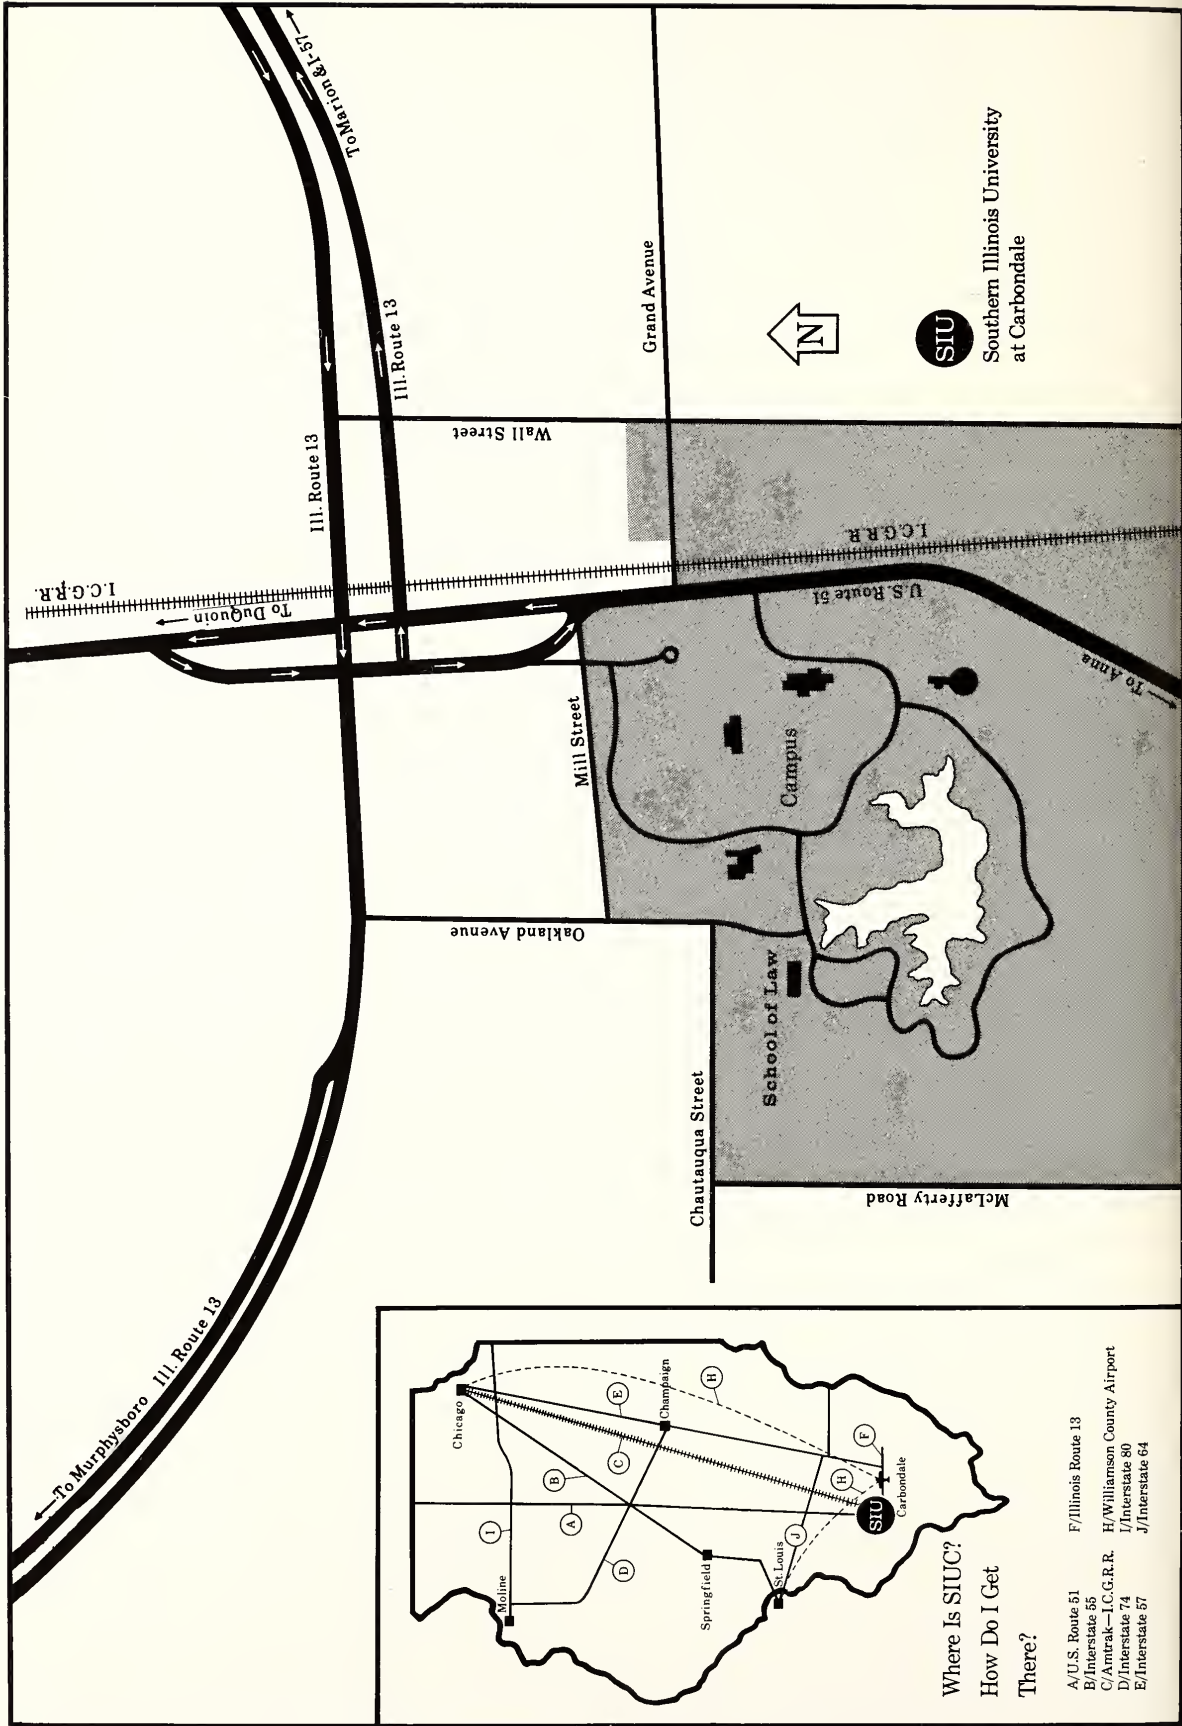 To Murphysboro
Ill. Route 13
I.C.G.R.R.
To DuQuoin
Ill. Route 13
Ill. Route 13
To Marion & I-57
Wall Street
Grand Avenue
Mill Street
Oakland Avenue
Chautauqua Street
McLafferty Road
School of Law
Campus
U.S. Route 51
I.C.G.R.R.
To Anna
N
SIU
Southern Illinois University
at Carbondale
Chicago
Moline
Champaign
Springfield
St. Louis
Carbondale
SIU
I
A
B
C
D
E
H
H
J
F
Where Is SIUC?
How Do I Get
There?
A/U.S. Route 51
B/Interstate 55
C/Amtrak—I.C.G.R.R.
D/Interstate 74
E/Interstate 57
F/Illinois Route 13
H/Williamson County Airport
I/Interstate 80
J/Interstate 64